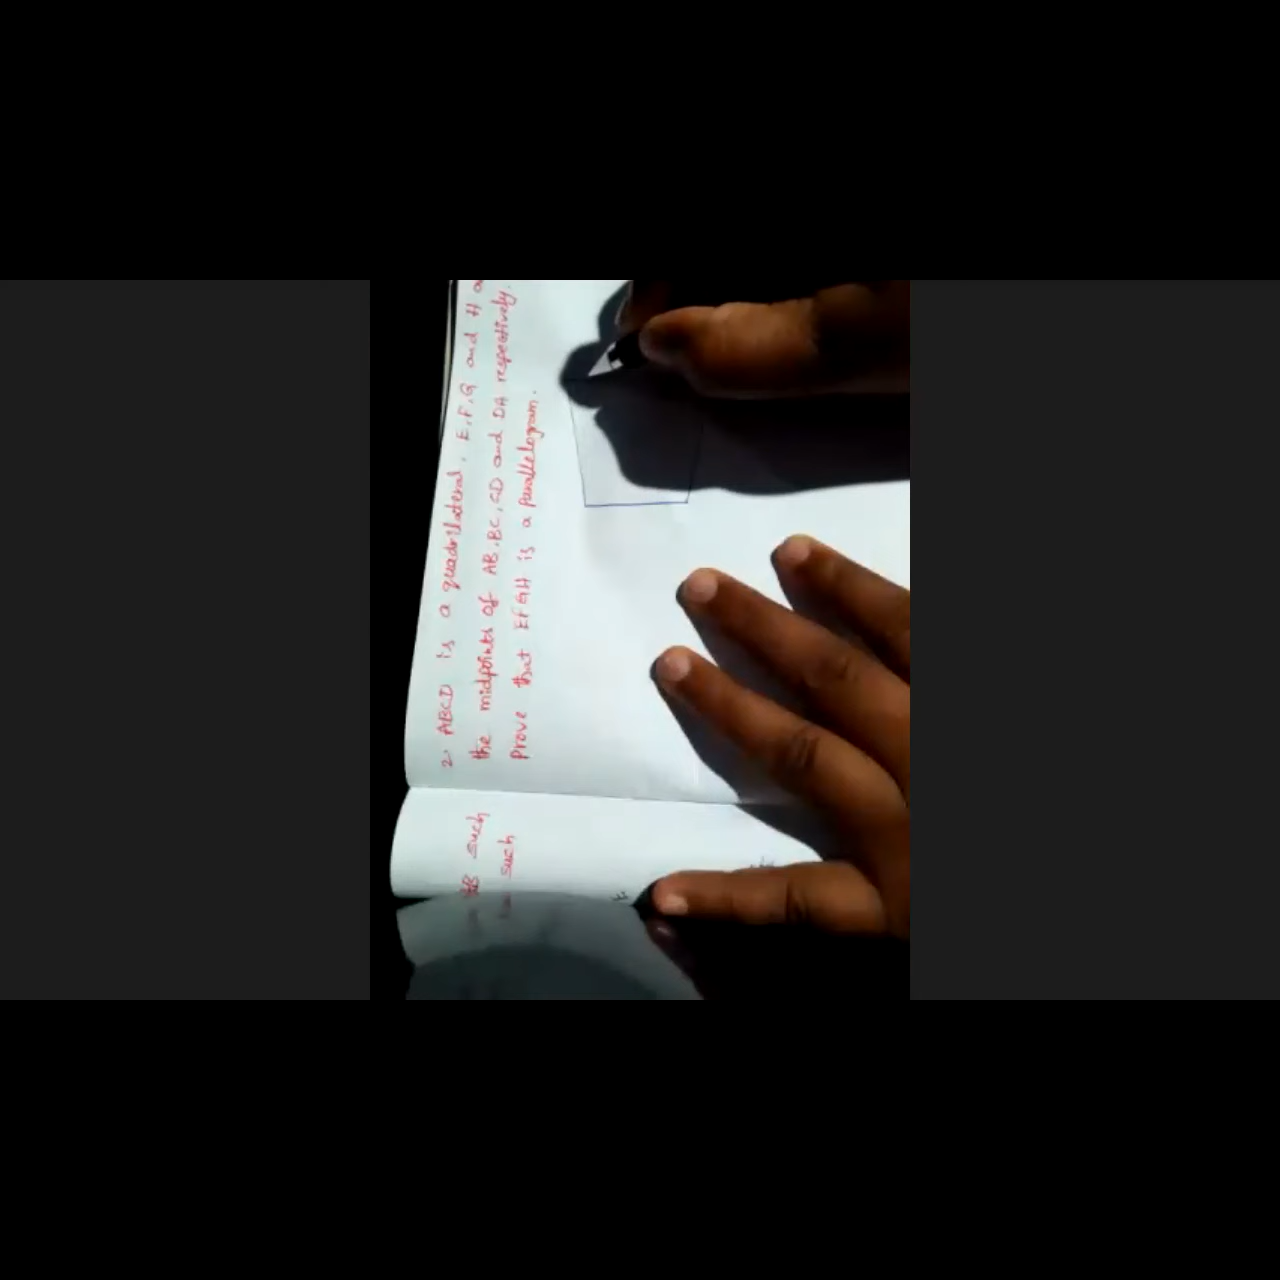 2 ABCD is a quadrilateral, E,F,G and H a
the midpoints of AB,BC,CD and DA respectively.
Prove that EFGH is a parallelogram.
AB such
such
F